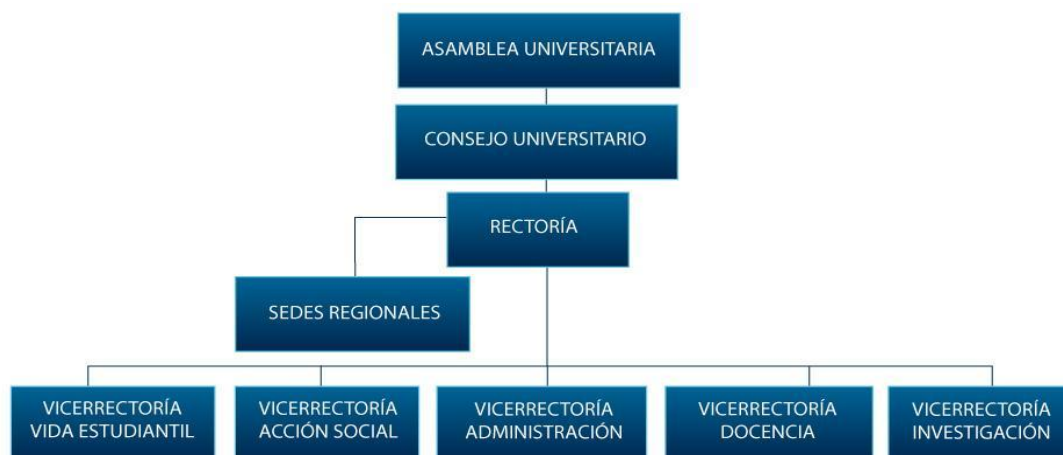 ASAMBLEA UNIVERSITARIA
CONSEJO UNIVERSITARIO
RECTORÍA
SEDES REGIONALES
VICERRECTORÍA
VIDA ESTUDIANTIL
VICERRECTORÍA
ACCIÓN SOCIAL
VICERRECTORÍA
ADMINISTRACIÓN
VICERRECTORÍA
DOCENCIA
VICERRECTORÍA
INVESTIGACIÓN